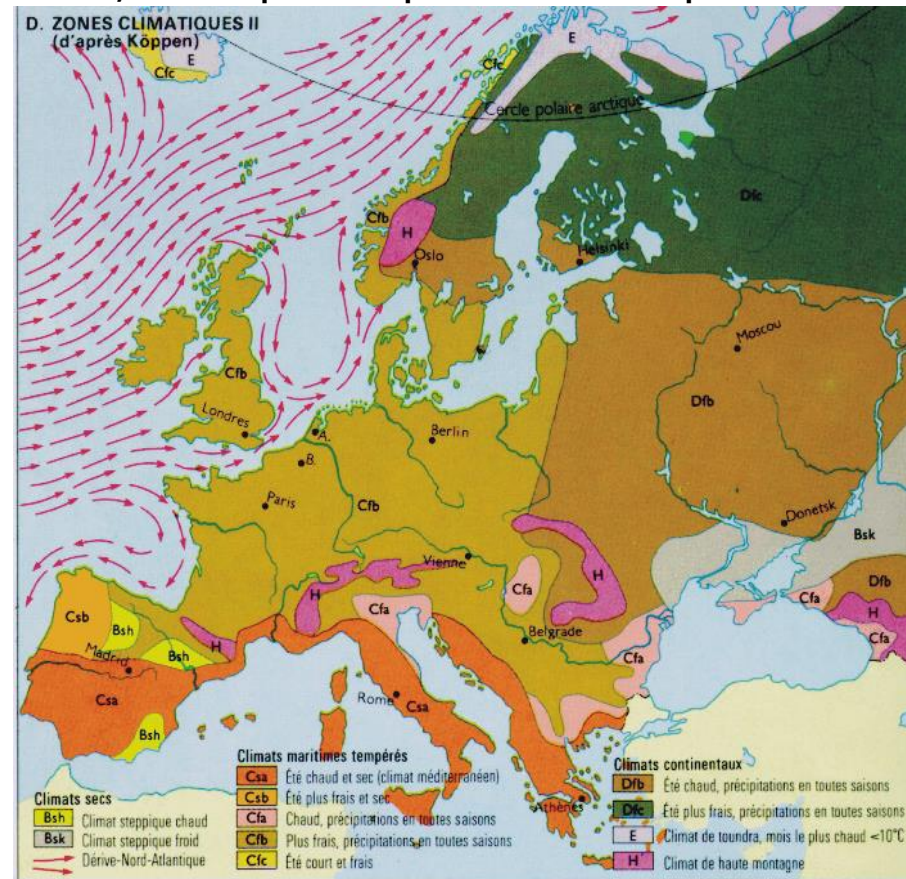 D. ZONES CLIMATIQUES II
(d'après Köppen)
E
Cfc
E
Cfc
Cercle polaire arctique
Dfc
Cfb
H
Oslo
Helsinki
Moscou
Cfb
Dfb
Londres
A.
Berlin
B.
Paris
Cfb
Donetsk
Bsk
Vienne
H
Cfa
H
Dfb
Cfa
H
Csb
Bsh
H
Cfa
Belgrade
Cfa
Cfa
Bsh
Madrid
Csa
Rome
Csa
Bsh
Athènes
Climats secs
Bsh Climat steppique chaud
Bsk Climat steppique froid
Dérive-Nord-Atlantique
Climats maritimes tempérés
Csa Été chaud et sec (climat méditerranéen)
Csb Été plus frais et sec
Cfa Chaud, précipitations en toutes saisons
Cfb Plus frais, précipitations en toutes saisons
Cfc Été court et frais
Climats continentaux
Dfb Été chaud, précipitations en toutes saisons
Dfc Été plus frais, précipitations en toutes saisons
E Climat de toundra, mois le plus chaud <10°C
H Climat de haute montagne